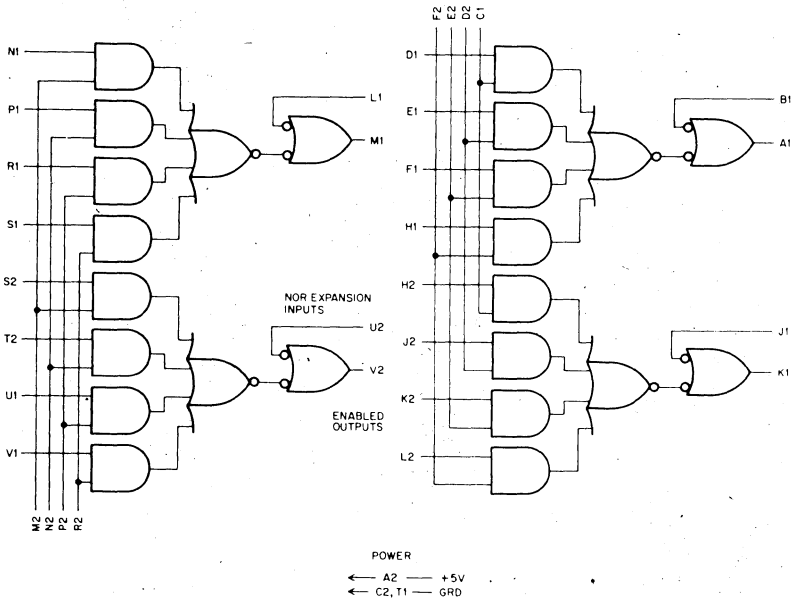 N1
P1
R1
S1
S2
T2
U1
V1
M2
N2
P2
R2
L1
M1
NOR EXPANSION
INPUTS
U2
V2
ENABLED
OUTPUTS
F2
E2
D2
C1
D1
E1
F1
H1
H2
J2
K2
L2
B1
A1
J1
K1
POWER
A2 +5V
C2, T1 GRD